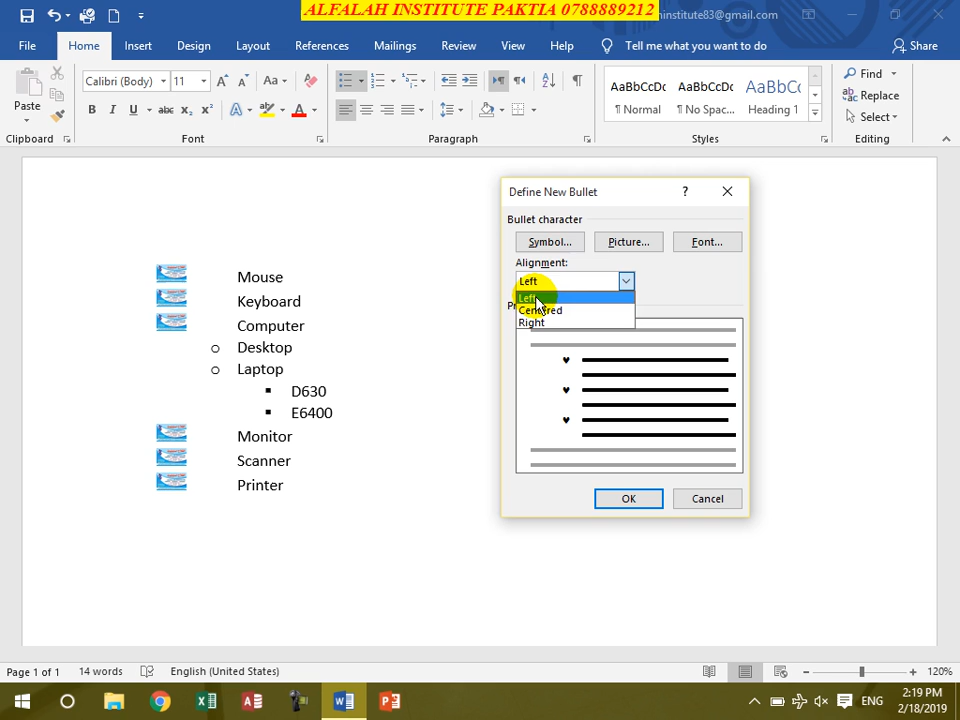 ALFALAH INSTITUTE PAKTIA 0788889212
institute83@gmail.com
File Home Insert Design Layout References Mailings Review View Help Tell me what you want to do Share
Paste
Clipboard
Calibri (Body) 11 Aa
B I U abc x₂ x² A A
Font
Paragraph
AaBbCcDc AaBbCcDc AaBbCc
¶ Normal ¶ No Spac... Heading 1
Styles
Find
Replace
Select
Editing
Mouse
Keyboard
Computer
o Desktop
o Laptop
▪ D630
▪ E6400
Monitor
Scanner
Printer
Define New Bullet ?
Bullet character
Symbol... Picture... Font...
Alignment:
Left
Left
Centered
Right
OK Cancel
Page 1 of 1 14 words English (United States) 120%
ENG
2:19 PM
2/18/2019